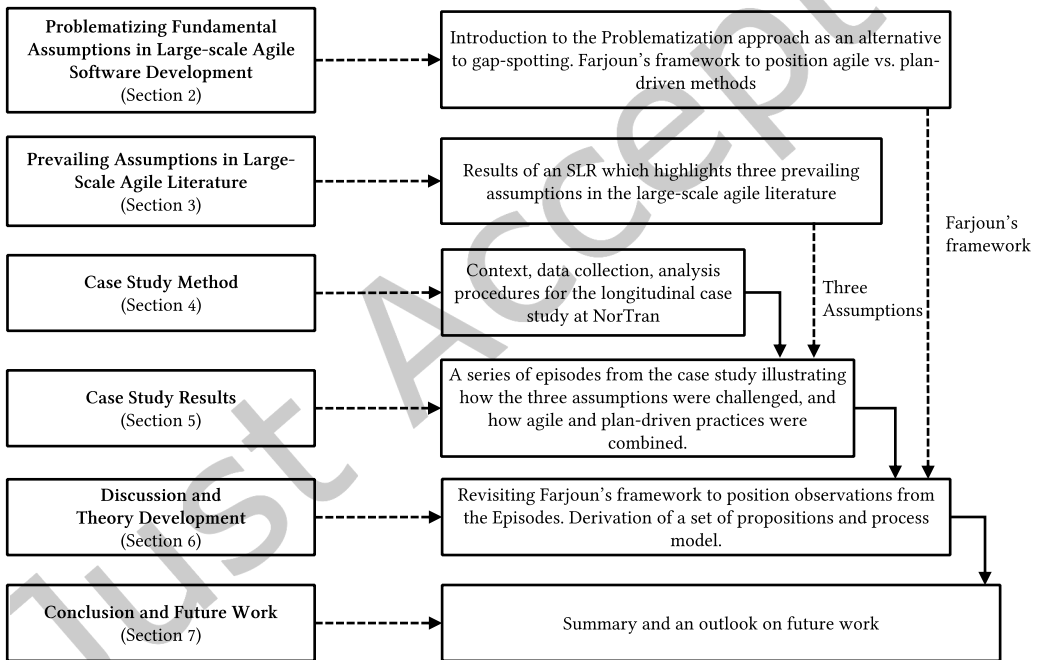 Problematizing Fundamental
Assumptions in Large-scale Agile
Software Development
(Section 2)
Introduction to the Problematization approach as an alternative
to gap-spotting. Farjoun's framework to position agile vs. plan-
driven methods
Prevailing Assumptions in Large-
Scale Agile Literature
(Section 3)
Results of an SLR which highlights three prevailing
assumptions in the large-scale agile literature
Farjoun's
framework
Case Study Method
(Section 4)
Context, data collection, analysis
procedures for the longitudinal case
study at NorTran
Three
Assumptions
Case Study Results
(Section 5)
A series of episodes from the case study illustrating
how the three assumptions were challenged, and
how agile and plan-driven practices were
combined.
Discussion and
Theory Development
(Section 6)
Revisiting Farjoun's framework to position observations from
the Episodes. Derivation of a set of propositions and process
model.
Conclusion and Future Work
(Section 7)
Summary and an outlook on future work
Just Accept